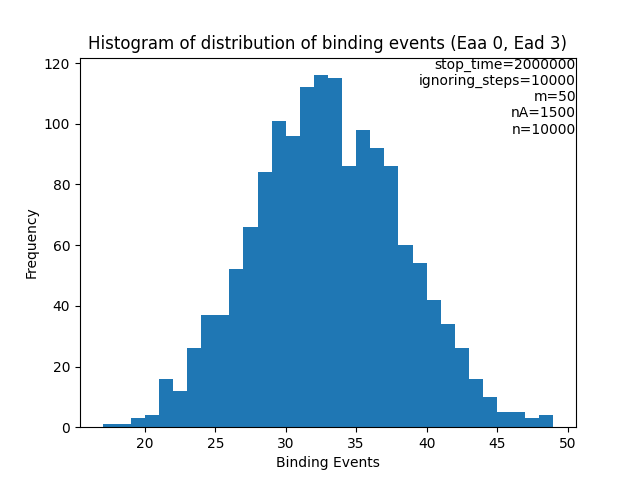 Histogram of distribution of binding events (Eaa 0, Ead 3)
stop_time=2000000
ignoring_steps=10000
m=50
nA=1500
n=10000
120
100
80
60
40
20
0
Frequency
20 25 30 35 40 45 50
Binding Events